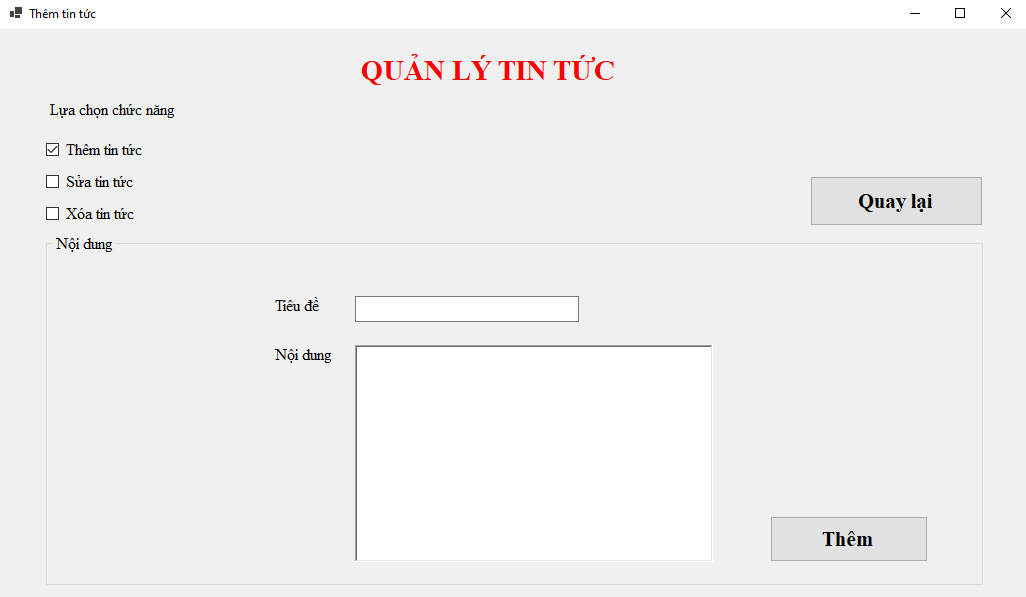 Thêm tin tức
QUẢN LÝ TIN TỨC
Lựa chọn chức năng
Thêm tin tức
Sửa tin tức
Xóa tin tức
Quay lại
Nội dung
Tiêu đề
Nội dung
Thêm